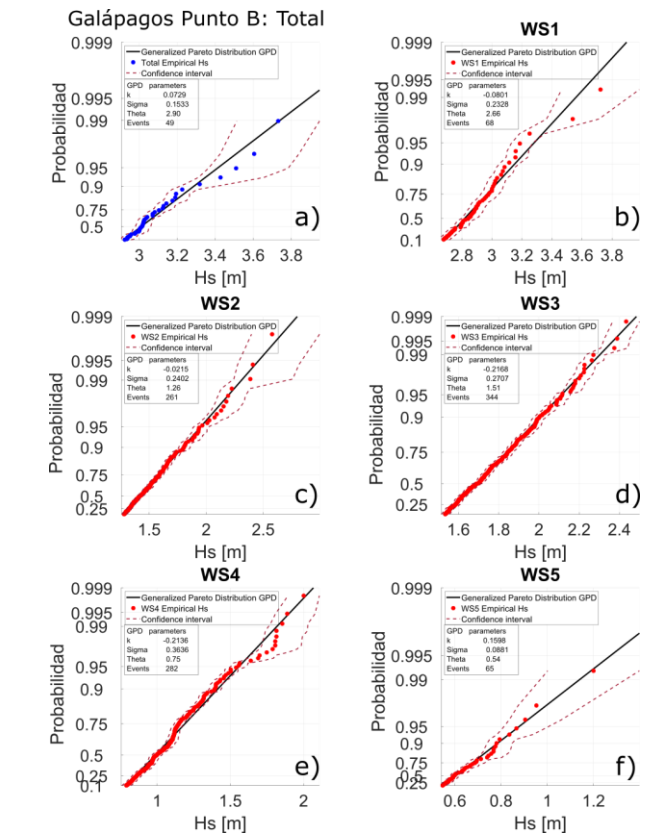 Galápagos Punto B: Total
0.999
0.995
0.99
0.95
0.9
0.75
0.5
Probabilidad
Generalized Pareto Distribution GPD
Total Empirical Hs
Confidence interval
GPD parameters
k 0.0729
Sigma 0.1533
Theta 2.90
Events 49
a)
3 3.2 3.4 3.6 3.8
Hs [m]
WS1
0.999
0.995
0.99
0.95
0.9
0.75
0.5
0.1
Probabilidad
Generalized Pareto Distribution GPD
WS1 Empirical Hs
Confidence interval
GPD parameters
k -0.0801
Sigma 0.2328
Theta 2.66
Events 68
b)
2.8 3 3.2 3.4 3.6 3.8
Hs [m]
WS2
0.999
0.995
0.99
0.95
0.9
0.75
0.5
0.25
Probabilidad
Generalized Pareto Distribution GPD
WS2 Empirical Hs
Confidence interval
GPD parameters
k -0.0215
Sigma 0.2402
Theta 1.26
Events 261
c)
1.5 2 2.5
Hs [m]
WS3
0.999
0.995
0.99
0.95
0.9
0.75
0.5
0.25
Probabilidad
Generalized Pareto Distribution GPD
WS3 Empirical Hs
Confidence interval
GPD parameters
k -0.2168
Sigma 0.2707
Theta 1.51
Events 344
d)
1.6 1.8 2 2.2 2.4
Hs [m]
WS4
0.999
0.995
0.99
0.95
0.9
0.75
0.5
0.25
0.1
Probabilidad
Generalized Pareto Distribution GPD
WS4 Empirical Hs
Confidence interval
GPD parameters
k -0.2136
Sigma 0.3636
Theta 0.75
Events 282
e)
1 1.5 2
Hs [m]
WS5
0.999
0.995
0.99
0.95
0.9
0.75
0.5
0.25
Probabilidad
Generalized Pareto Distribution GPD
WS5 Empirical Hs
Confidence interval
GPD parameters
k 0.1598
Sigma 0.0881
Theta 0.54
Events 65
f)
0.6 0.8 1 1.2
Hs [m]